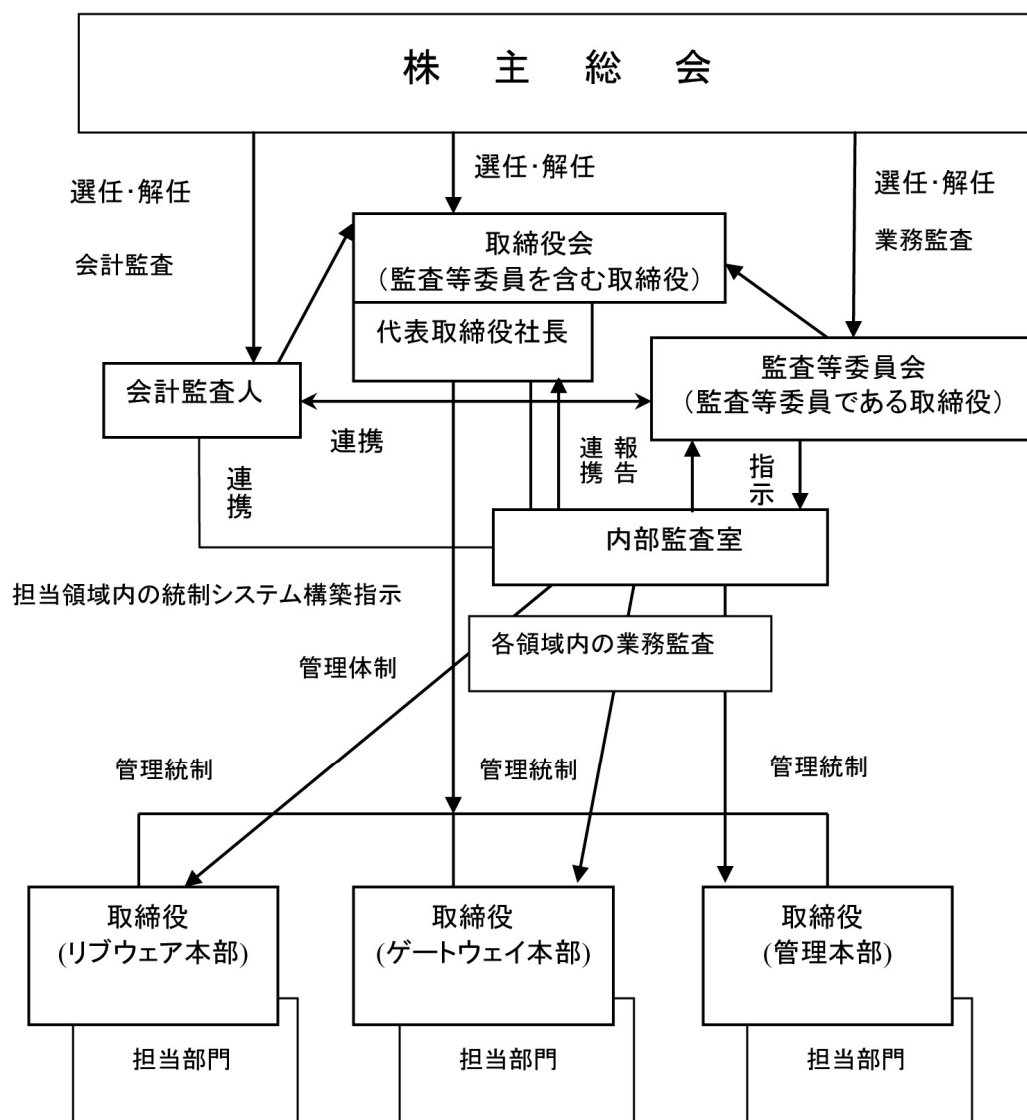 株　主　総　会
選任・解任
選任・解任
選任・解任
会計監査
業務監査
取締役会
（監査等委員を含む取締役）
代表取締役社長
会計監査人
監査等委員会
（監査等委員である取締役）
連携
連携
連携
報告
指示
内部監査室
担当領域内の統制システム構築指示
各領域内の業務監査
管理体制
管理統制
管理統制
管理統制
取締役
(リブウェア本部)
取締役
(ゲートウェイ本部)
取締役
(管理本部)
担当部門
担当部門
担当部門